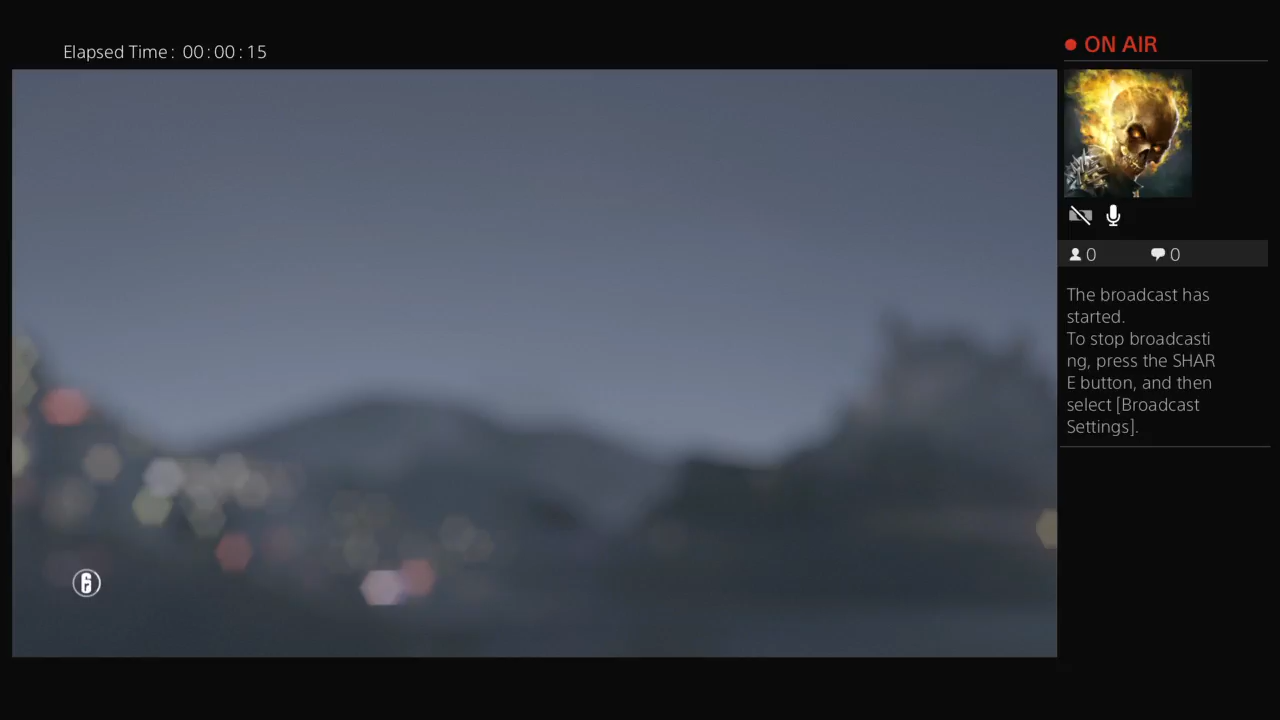 Elapsed Time: 00:00:15
ON AIR
0 0
The broadcast has
started.
To stop broadcasti
ng, press the SHAR
E button, and then
select [Broadcast
Settings].
6